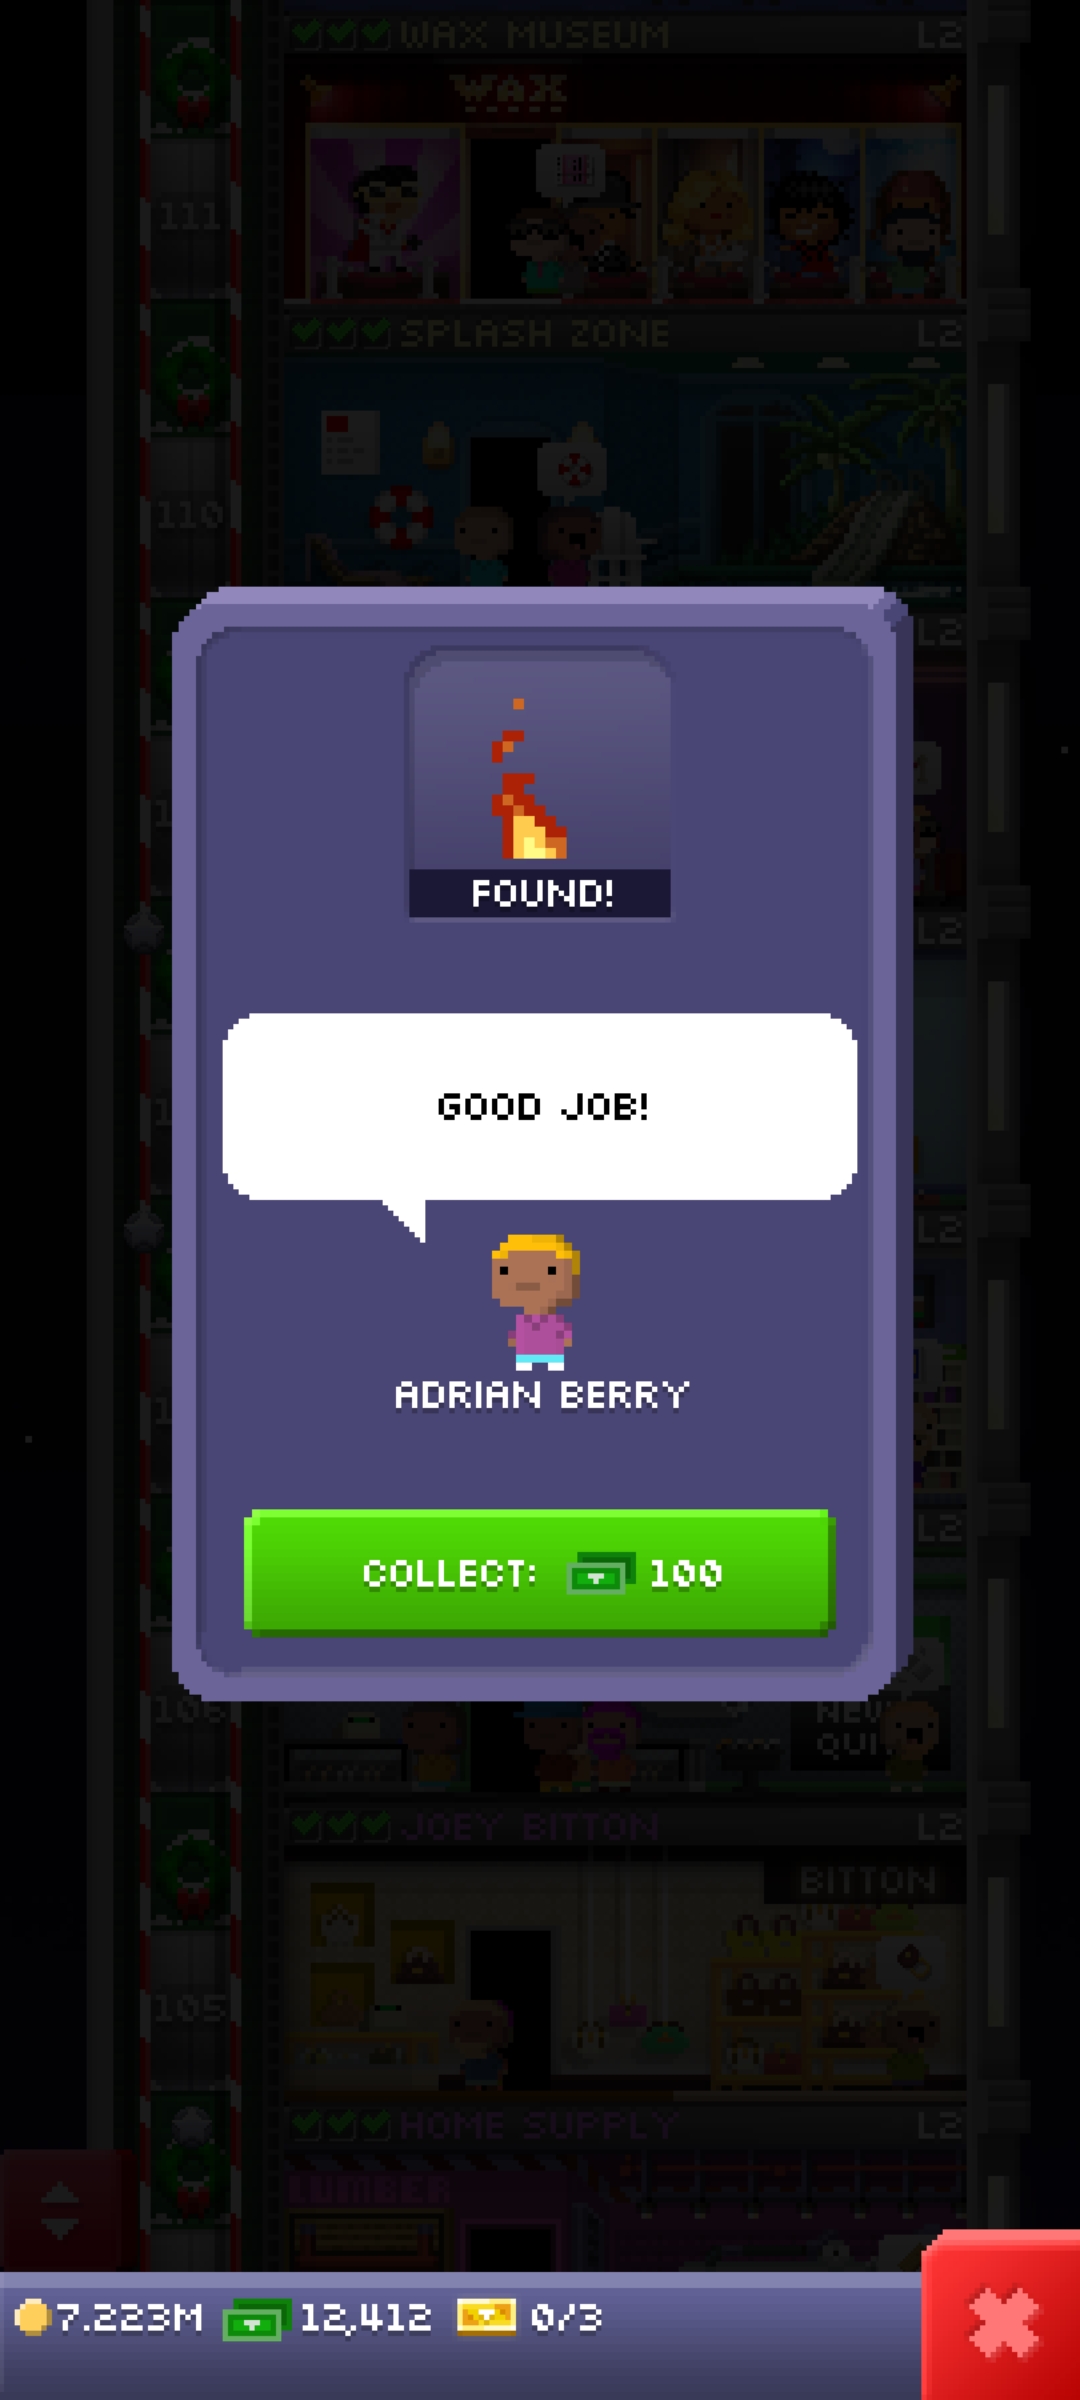 WAX MUSEUM L2
WAX
111
SPLASH ZONE L2
110
L2
FOUND!
L2
GOOD JOB!
L2
ADRIAN BERRY
L2
COLLECT: 100
106
NEW
QUI
JOEY BITTON L2
BITTON
105
HOME SUPPLY L2
LUMBER
7.223M 12,412 0/3